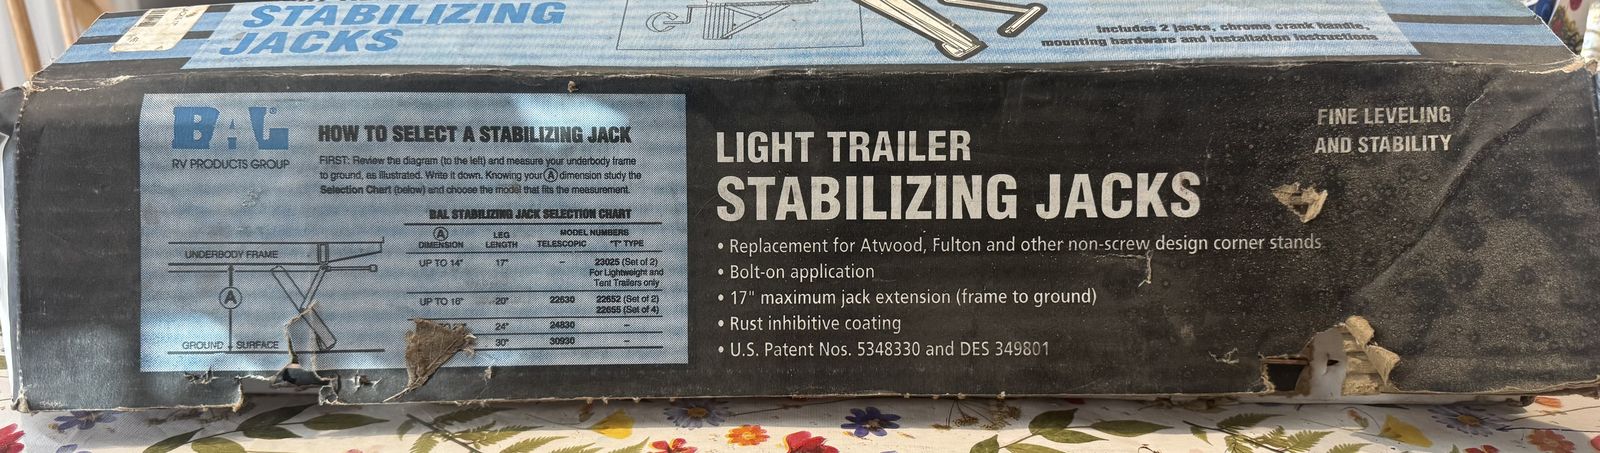 STABILIZING
JACKS
Includes 2 jacks, chrome crank handle,
mounting hardware and installation instructions
BAL®
RV PRODUCTS GROUP
HOW TO SELECT A STABILIZING JACK
FIRST: Review the diagram (to the left) and measure your underbody frame
to ground, as illustrated. Write it down. Knowing your Ⓐ dimension study the
Selection Chart (below) and choose the model that fits the measurement.
BAL STABILIZING JACK SELECTION CHART
Ⓐ DIMENSION LEG LENGTH MODEL NUMBERS TELESCOPIC "T" TYPE
UP TO 14" 17" – 23025 (Set of 2)
For Lightweight and
Tent Trailers only
UP TO 16" 20" 22630 22652 (Set of 2)
22655 (Set of 4)
24" 24830 –
30" 30930 –
UNDERBODY FRAME
A
GROUND SURFACE
LIGHT TRAILER
STABILIZING JACKS
• Replacement for Atwood, Fulton and other non-screw design corner stands
• Bolt-on application
• 17" maximum jack extension (frame to ground)
• Rust inhibitive coating
• U.S. Patent Nos. 5348330 and DES 349801
FINE LEVELING
AND STABILITY